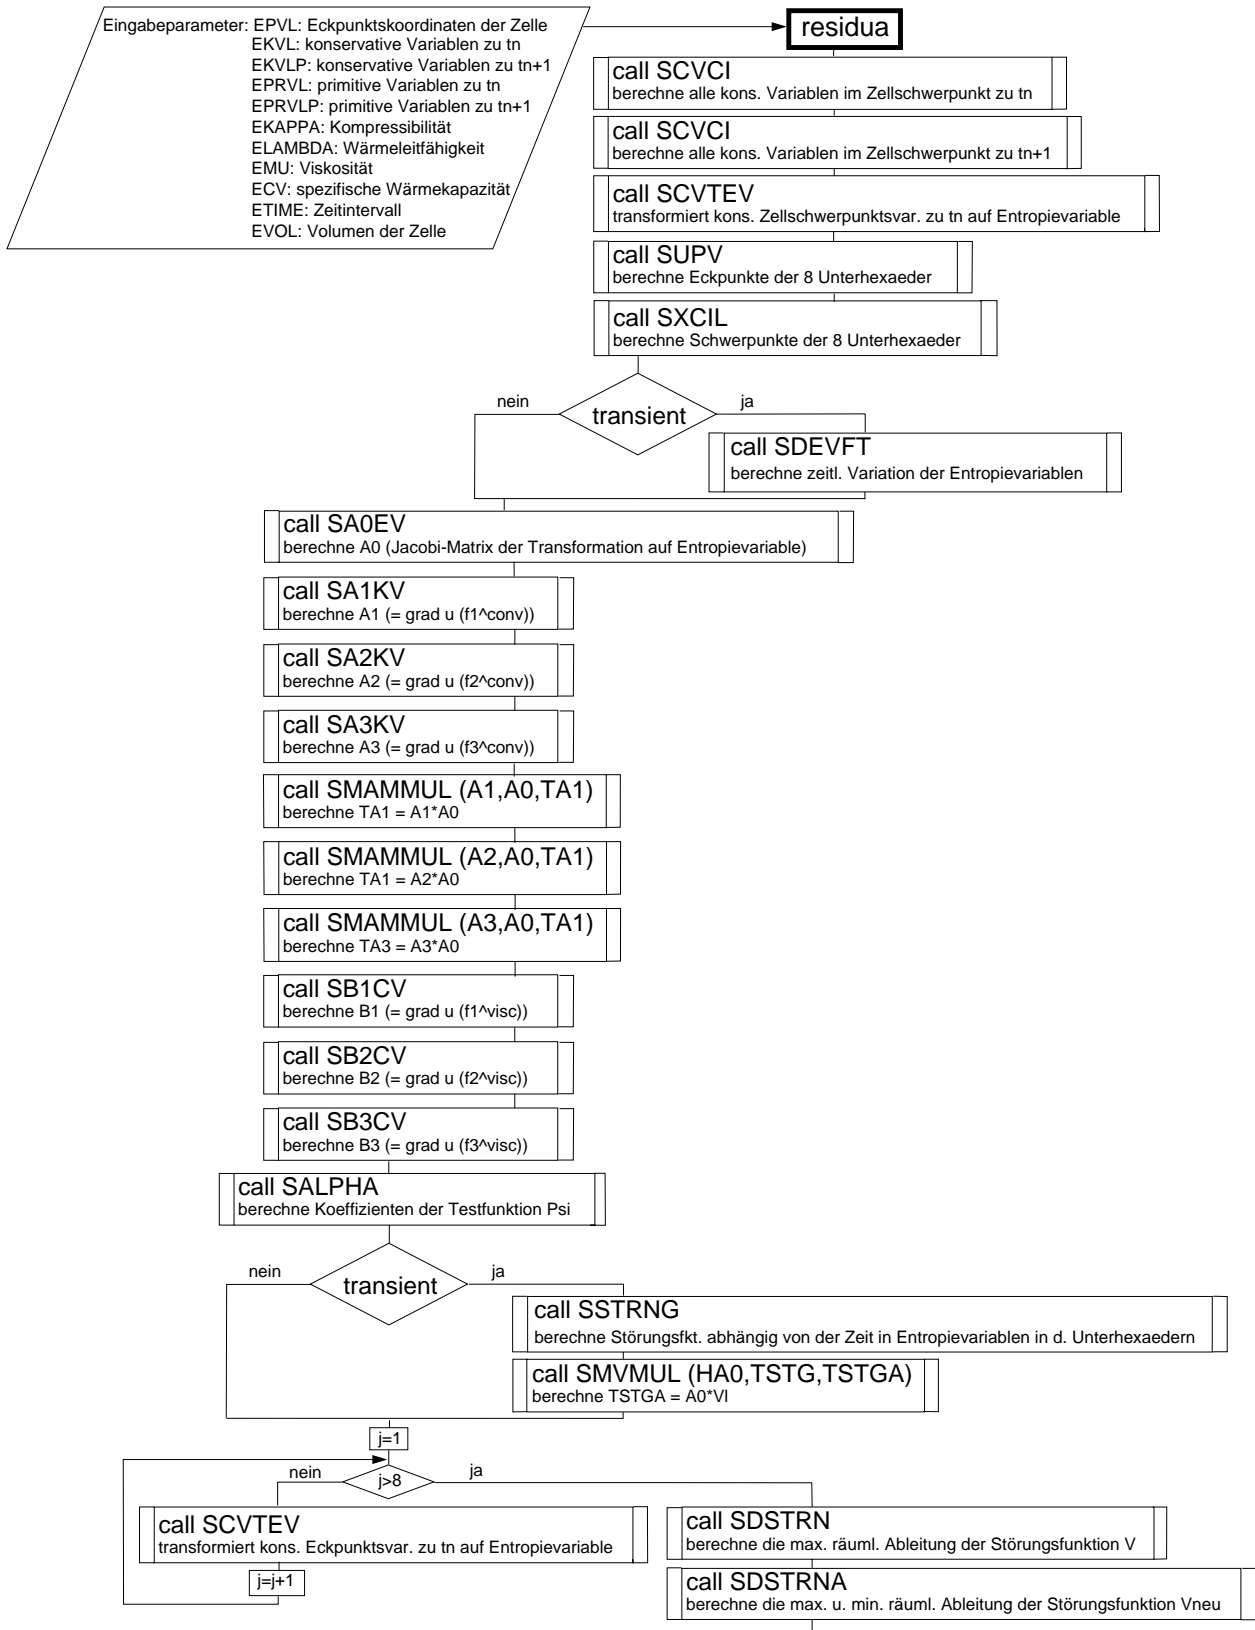 Eingabeparameter: EPVL: Eckpunktskoordinaten der Zelle
EKVL: konservative Variablen zu tn
EKVLP: konservative Variablen zu tn+1
EPRVL: primitive Variablen zu tn
EPRVLP: primitive Variablen zu tn+1
EKAPPA: Kompressibilität
ELAMBDA: Wärmeleitfähigkeit
EMU: Viskosität
ECV: spezifische Wärmekapazität
ETIME: Zeitintervall
EVOL: Volumen der Zelle
residua
call SCVCI
berechne alle kons. Variablen im Zellschwerpunkt zu tn
call SCVCI
berechne alle kons. Variablen im Zellschwerpunkt zu tn+1
call SCVTEV
transformiert kons. Zellschwerpunktsvar. zu tn auf Entropievariable
call SUPV
berechne Eckpunkte der 8 Unterhexaeder
call SXCIL
berechne Schwerpunkte der 8 Unterhexaeder
nein
transient
ja
call SDEVFT
berechne zeitl. Variation der Entropievariablen
call SA0EV
berechne A0 (Jacobi-Matrix der Transformation auf Entropievariable)
call SA1KV
berechne A1 (= grad u (f1^conv))
call SA2KV
berechne A2 (= grad u (f2^conv))
call SA3KV
berechne A3 (= grad u (f3^conv))
call SMAMMUL (A1,A0,TA1)
berechne TA1 = A1*A0
call SMAMMUL (A2,A0,TA1)
berechne TA1 = A2*A0
call SMAMMUL (A3,A0,TA1)
berechne TA3 = A3*A0
call SB1CV
berechne B1 (= grad u (f1^visc))
call SB2CV
berechne B2 (= grad u (f2^visc))
call SB3CV
berechne B3 (= grad u (f3^visc))
call SALPHA
berechne Koeffizienten der Testfunktion Psi
nein
transient
ja
call SSTRNG
berechne Störungsfkt. abhängig von der Zeit in Entropievariablen in d. Unterhexaedern
call SMVMUL (HA0,TSTG,TSTGA)
berechne TSTGA = A0*Vl
j=1
nein
j>8
ja
call SCVTEV
transformiert kons. Eckpunktsvar. zu tn auf Entropievariable
j=j+1
call SDSTRN
berechne die max. räuml. Ableitung der Störungsfunktion V
call SDSTRNA
berechne die max. u. min. räuml. Ableitung der Störungsfunktion Vneu